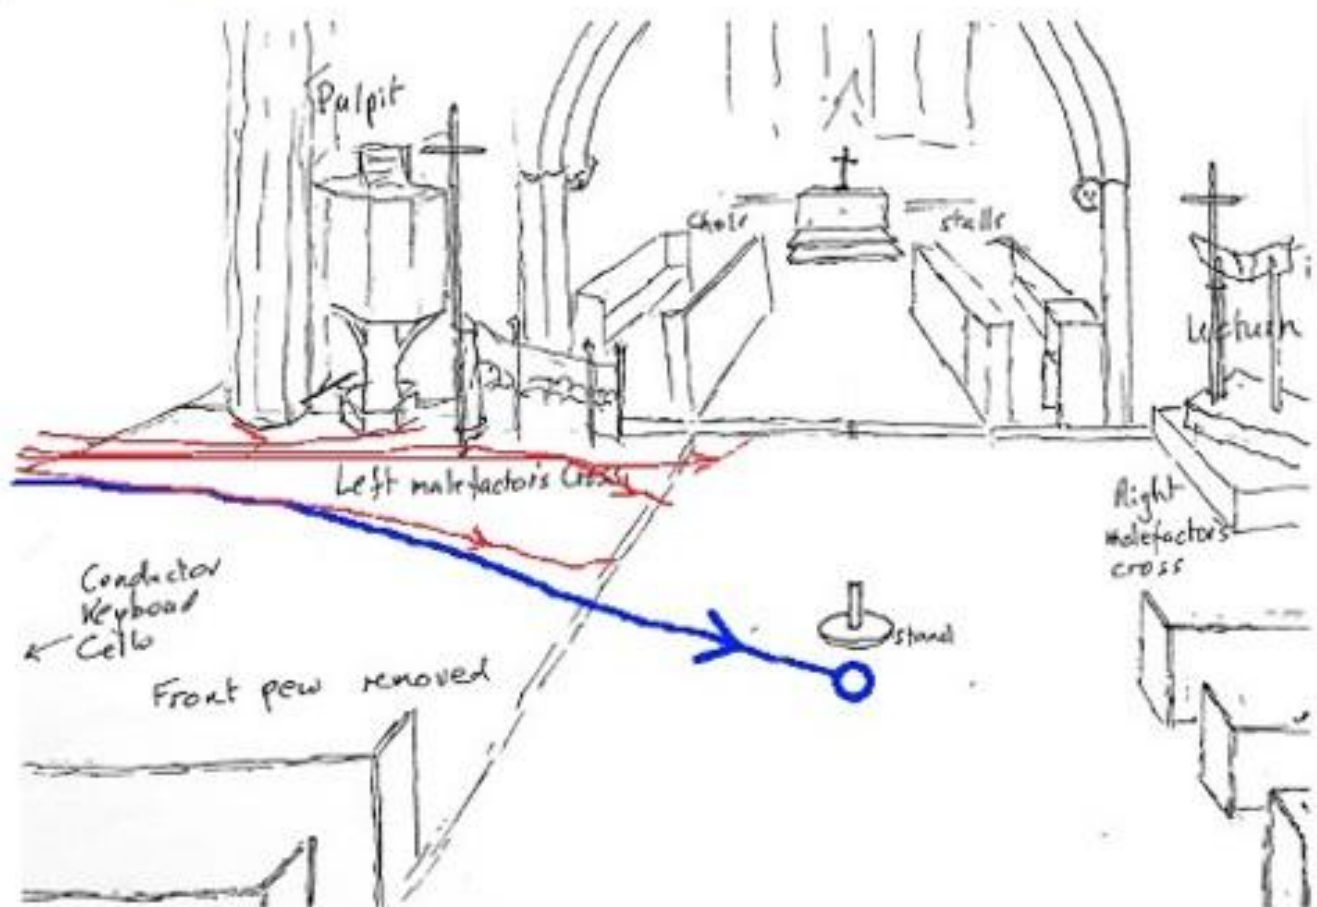 Pulpit
Choir
stalls
Lectern
Left malefactor's Cross
Right
malefactor's
cross
Conductor
Keyboard
Cello
stand
Front pew removed